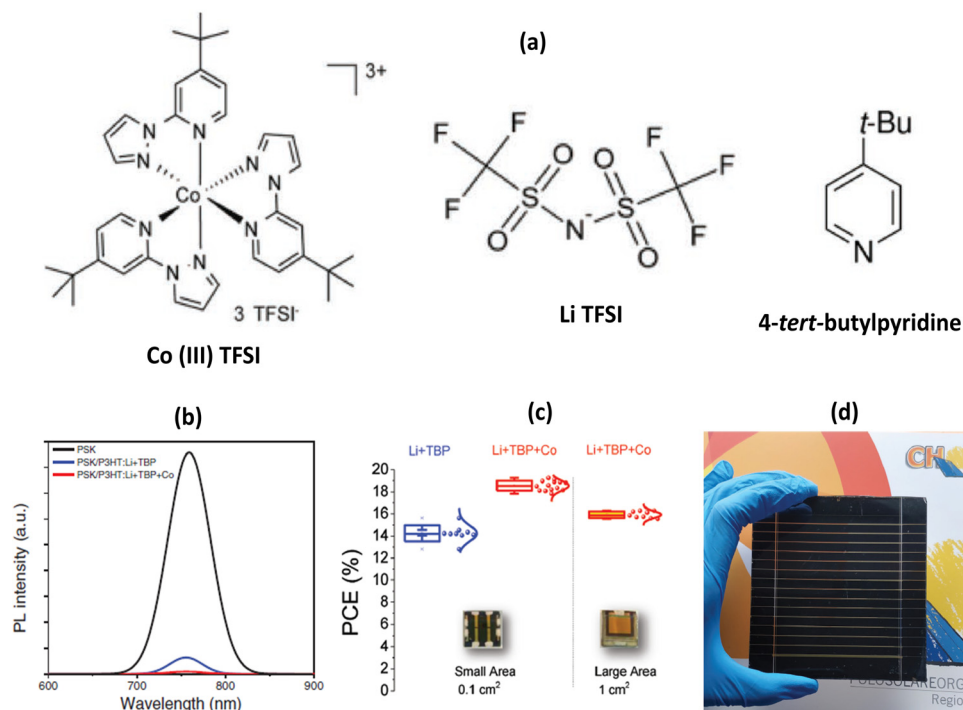 (a)
3+
N
N
N
N
N
N
N
N
N
Co
3 TFSI-
Co (III) TFSI
F
F
F
O
O
S
N-
S
O
O
F
F
F
Li TFSI
t-Bu
N
4-tert-butylpyridine
(b)
PL intensity (a.u.)
PSK
PSK/P3HT:Li+TBP
PSK/P3HT:Li+TBP+Co
600
700
800
900
Wavelength (nm)
(c)
Li+TBP
Li+TBP+Co
Li+TBP+Co
PCE (%)
20
18
16
14
12
10
8
6
4
2
0
Small Area
0.1 cm²
Large Area
1 cm²
(d)
CH
POLOSOLAREORG
Regio